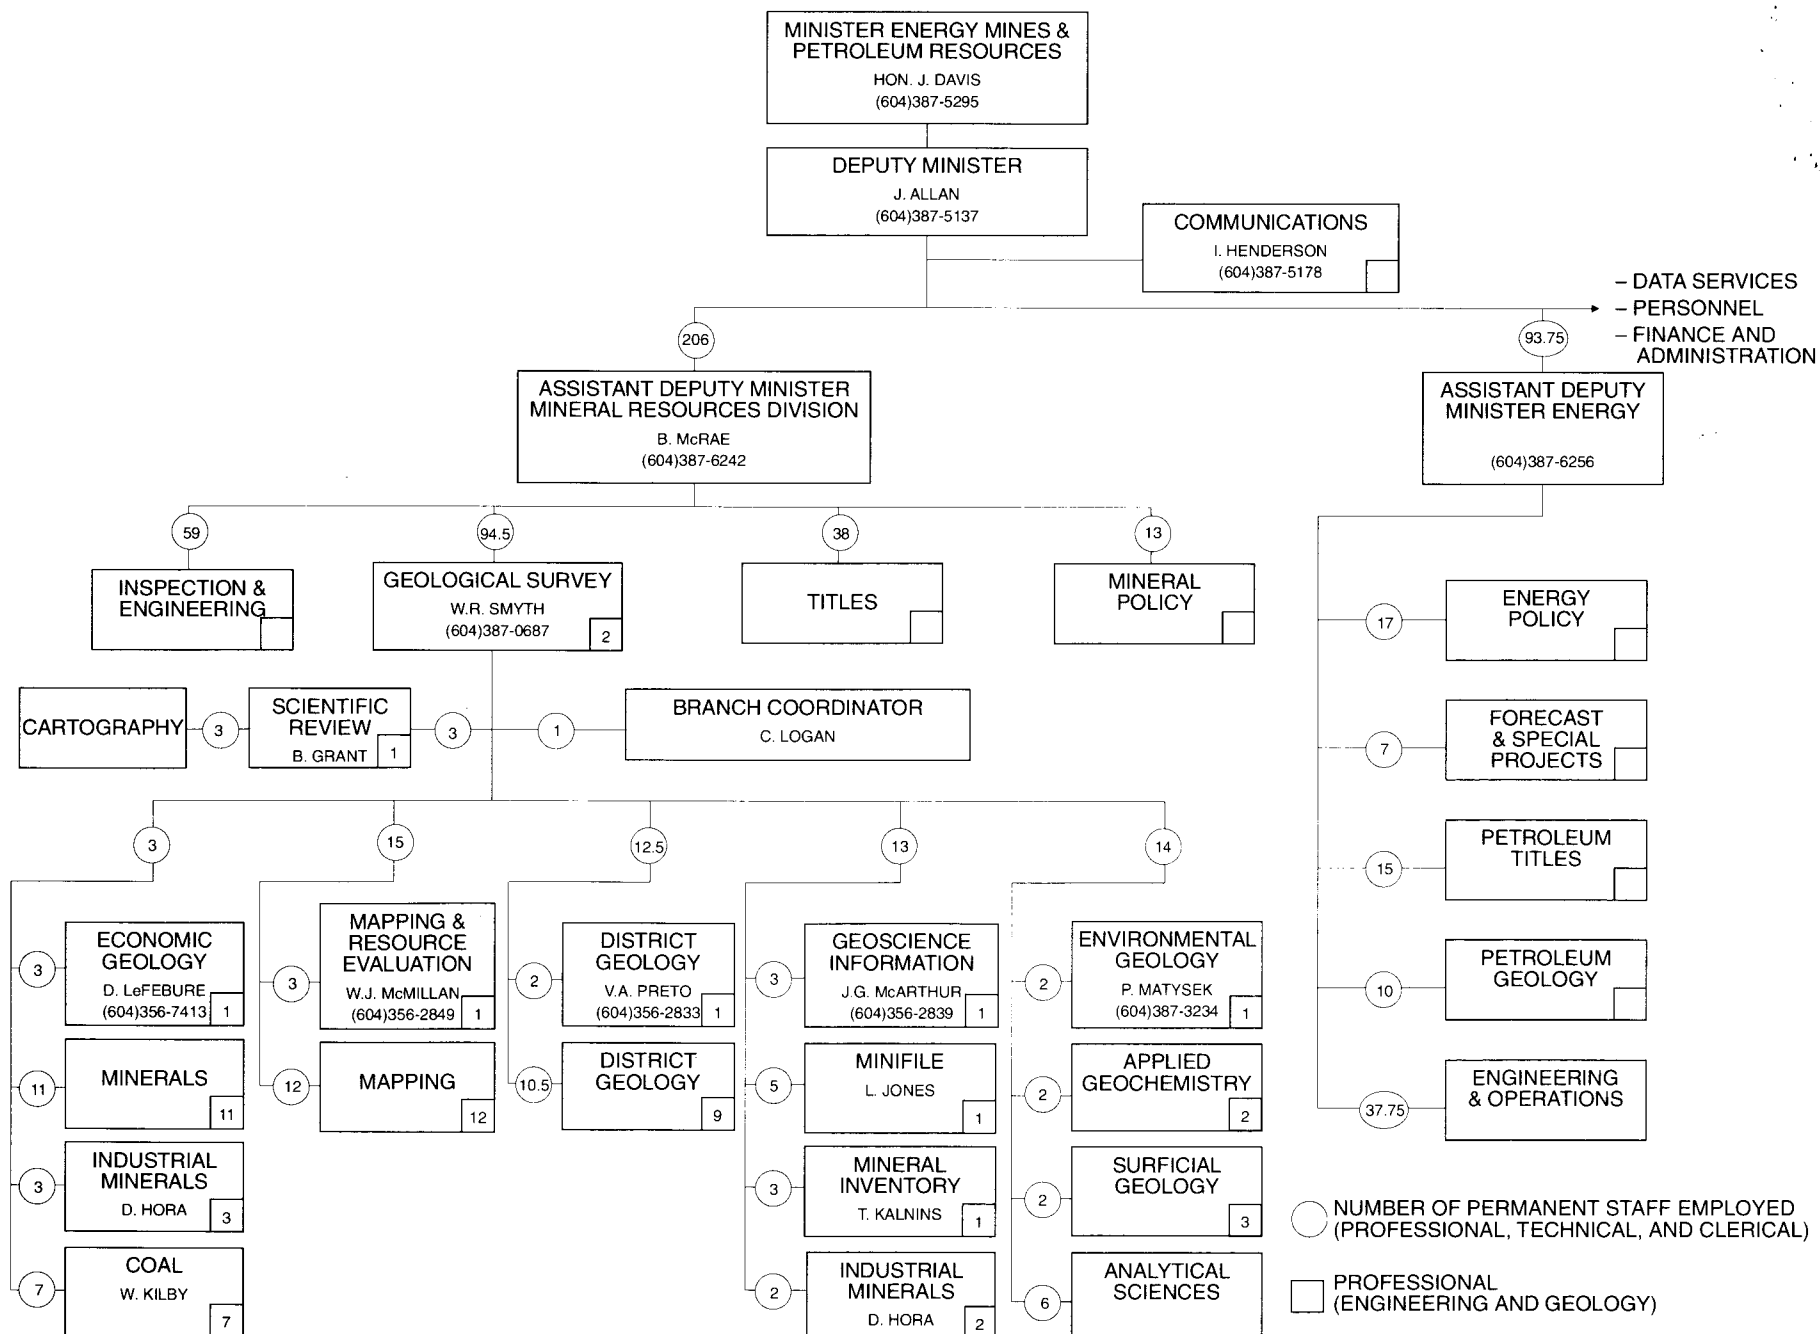 MINISTER ENERGY MINES &
PETROLEUM RESOURCES
HON. J. DAVIS
(604)387-5295
DEPUTY MINISTER
J. ALLAN
(604)387-5137
COMMUNICATIONS
I. HENDERSON
(604)387-5178
– DATA SERVICES
– PERSONNEL
– FINANCE AND
ADMINISTRATION
206
93.75
ASSISTANT DEPUTY MINISTER
MINERAL RESOURCES DIVISION
B. McRAE
(604)387-6242
ASSISTANT DEPUTY
MINISTER ENERGY
(604)387-6256
59
94.5
38
13
INSPECTION &
ENGINEERING
GEOLOGICAL SURVEY
W.R. SMYTH
(604)387-0687
2
TITLES
MINERAL
POLICY
CARTOGRAPHY
3
SCIENTIFIC
REVIEW
B. GRANT
1
3
1
BRANCH COORDINATOR
C. LOGAN
3
15
12.5
13
14
3
ECONOMIC
GEOLOGY
D. LeFEBURE
(604)356-7413
1
11
MINERALS
11
3
INDUSTRIAL
MINERALS
D. HORA
3
7
COAL
W. KILBY
7
3
MAPPING &
RESOURCE
EVALUATION
W.J. McMILLAN
(604)356-2849
1
12
MAPPING
12
2
DISTRICT
GEOLOGY
V.A. PRETO
(604)356-2833
1
10.5
DISTRICT
GEOLOGY
9
3
GEOSCIENCE
INFORMATION
J.G. McARTHUR
(604)356-2839
1
5
MINIFILE
L. JONES
1
3
MINERAL
INVENTORY
T. KALNINS
1
2
INDUSTRIAL
MINERALS
D. HORA
2
2
ENVIRONMENTAL
GEOLOGY
P. MATYSEK
(604)387-3234
1
2
APPLIED
GEOCHEMISTRY
2
2
SURFICIAL
GEOLOGY
3
6
ANALYTICAL
SCIENCES
17
ENERGY
POLICY
7
FORECAST
& SPECIAL
PROJECTS
15
PETROLEUM
TITLES
10
PETROLEUM
GEOLOGY
37.75
ENGINEERING
& OPERATIONS
NUMBER OF PERMANENT STAFF EMPLOYED
(PROFESSIONAL, TECHNICAL, AND CLERICAL)
PROFESSIONAL
(ENGINEERING AND GEOLOGY)